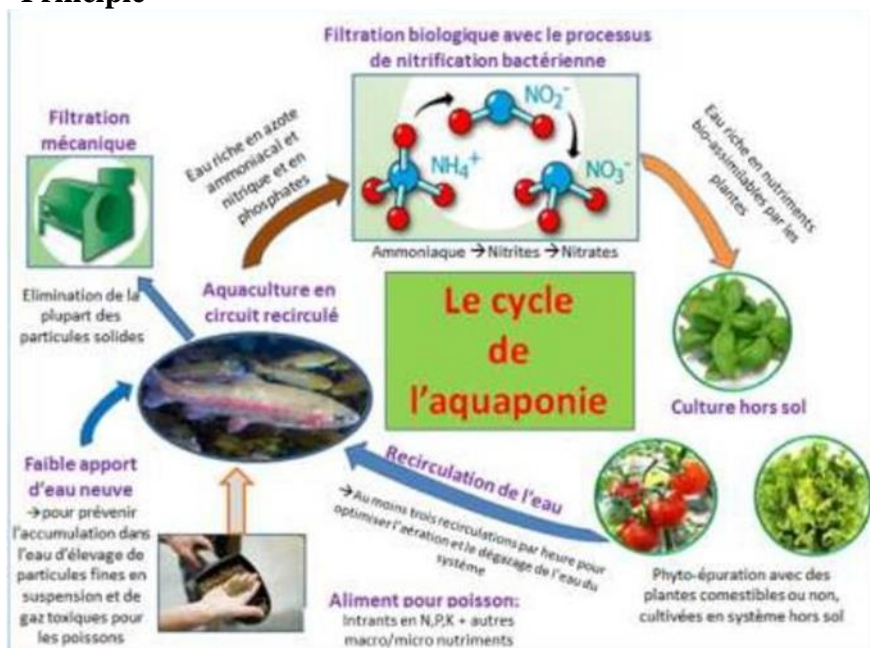 Principle
Filtration biologique avec le processus
de nitrification bactérienne
NO₂⁻
NH₄⁺
NO₃⁻
Ammoniaque →Nitrites →Nitrates
Filtration
mécanique
Elimination de la
plupart des
particules solides
Eau riche en azote
ammoniacal et
nitrique et en
phosphates
Eau riche en nutriments
bio-assimilables par les
plantes
Aquaculture en
circuit recirculé
Le cycle
de
l'aquaponie
Culture hors sol
Faible apport
d'eau neuve
→pour prévenir
l'accumulation dans
l'eau d'élevage de
particules fines en
suspension et de
gaz toxiques pour
les poissons
Recirculation de l'eau
→Au moins trois recirculations par heure pour
optimiser l'aération et le dégazage de l'eau du
système
Aliment pour poisson:
Intrants en N,P,K + autres
macro/micro nutriments
Phyto-épuration avec des
plantes comestibles ou non,
cultivées en système hors sol